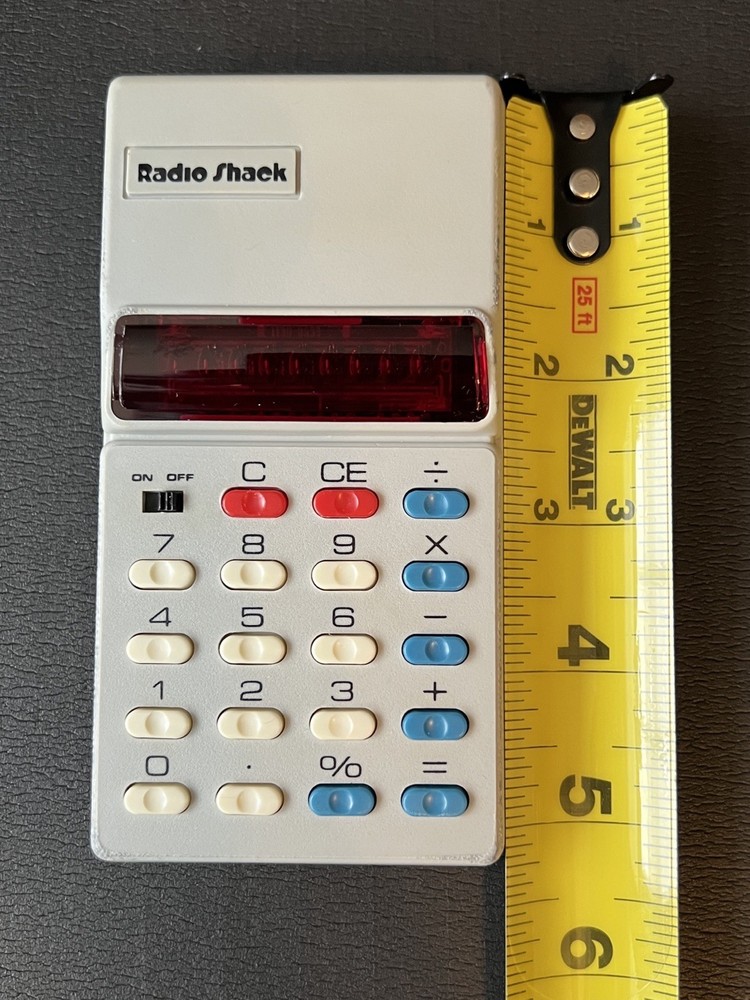 Radio Shack
ON OFF
C CE ÷
7 8 9 X
4 5 6 −
1 2 3 +
0 . % =
1 1
25 ft
2 2
DEWALT
3 3
4
5
6